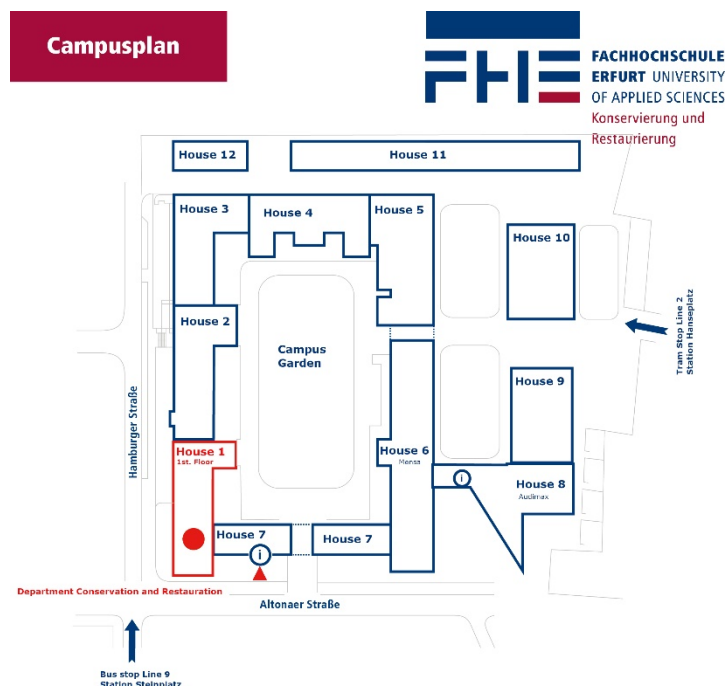 Campusplan
FHE
FACHHOCHSCHULE
ERFURT UNIVERSITY
OF APPLIED SCIENCES
Konservierung und
Restaurierung
House 12
House 11
House 3
House 4
House 5
House 10
House 2
Campus
Garden
Tram Stop Line 2
Station Hanseplatz
House 9
Hamburger Straße
House 1
1st. Floor
House 6
Mensa
House 8
Audimax
i
House 7
House 7
i
Department Conservation and Restauration
Altonaer Straße
Bus stop Line 9
Station Steinplatz